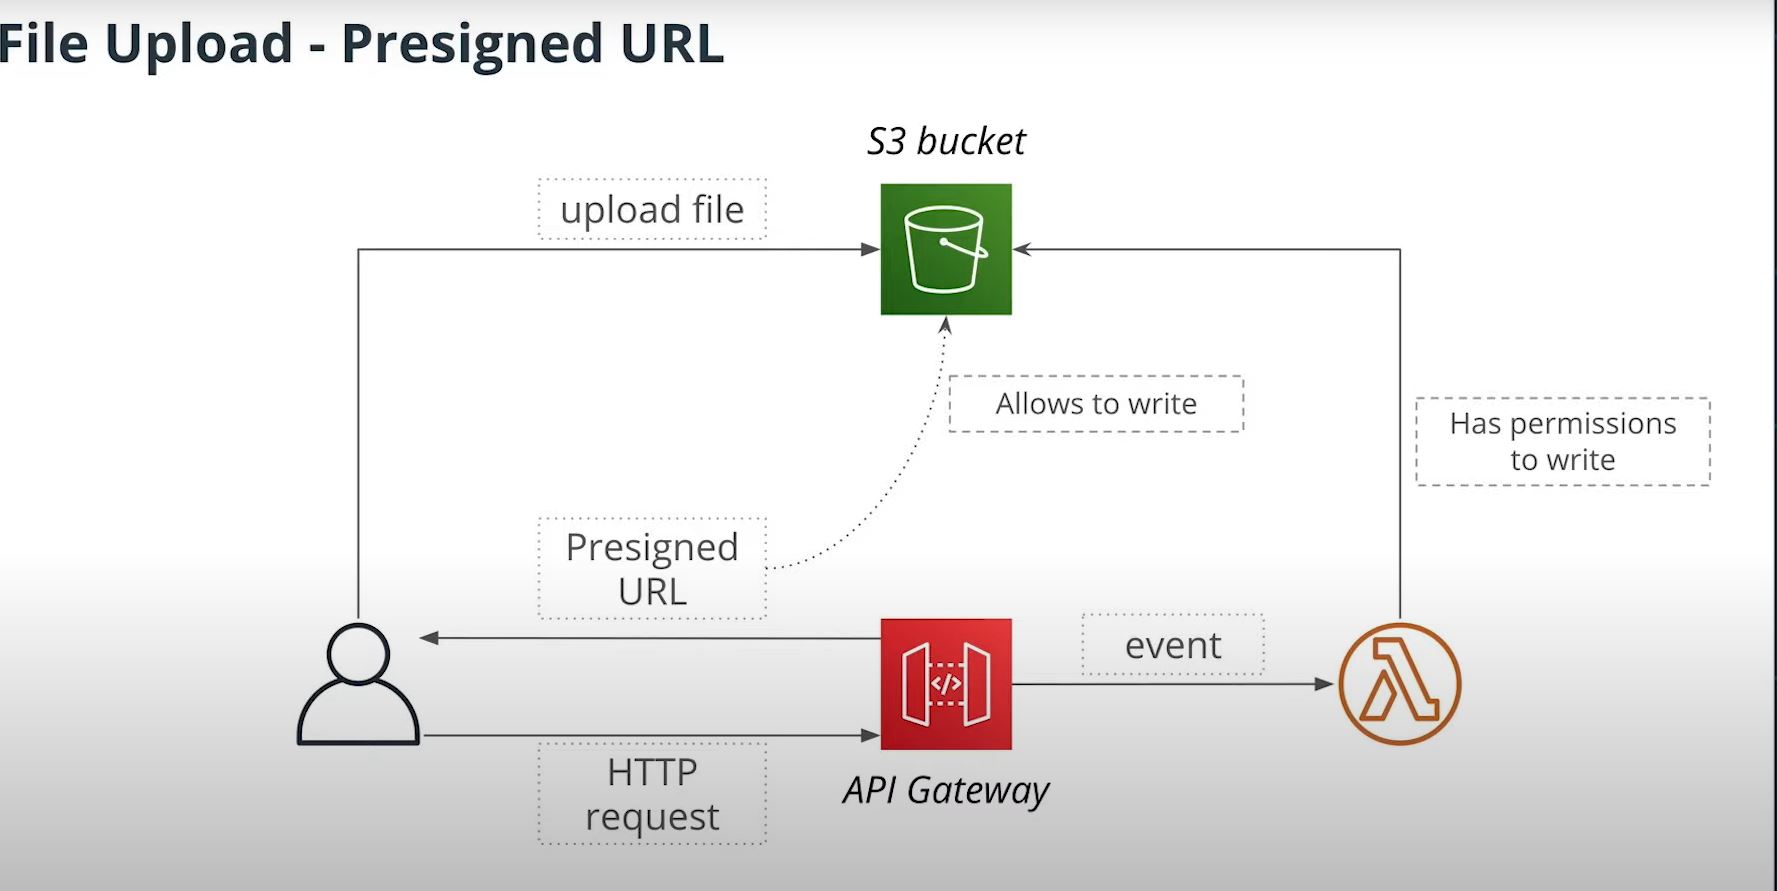 File Upload - Presigned URL
S3 bucket
upload file
Allows to write
Has permissions
to write
Presigned
URL
event
</>
HTTP
request
API Gateway